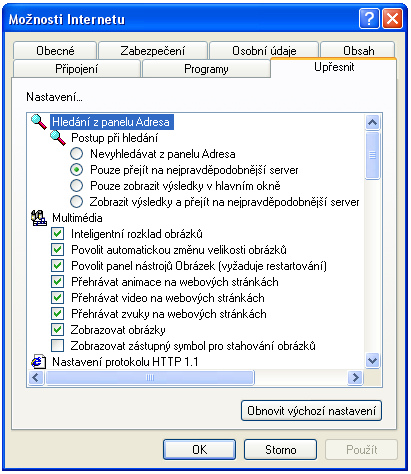 Možnosti Internetu
Obecné Zabezpečení Osobní údaje Obsah
Připojení Programy Upřesnit
Nastavení...
Hledání z panelu Adresa
Postup při hledání
Nevyhledávat z panelu Adresa
Pouze přejít na nejpravděpodobnější server
Pouze zobrazit výsledky v hlavním okně
Zobrazit výsledky a přejít na nejpravděpodobnější server
Multimédia
Inteligentní rozklad obrázků
Povolit automatickou změnu velikosti obrázků
Povolit panel nástrojů Obrázek (vyžaduje restartování)
Přehrávat animace na webových stránkách
Přehrávat video na webových stránkách
Přehrávat zvuky na webových stránkách
Zobrazovat obrázky
Zobrazovat zástupný symbol pro stahování obrázků
Nastavení protokolu HTTP 1.1
Obnovit výchozí nastavení
OK Storno Použít